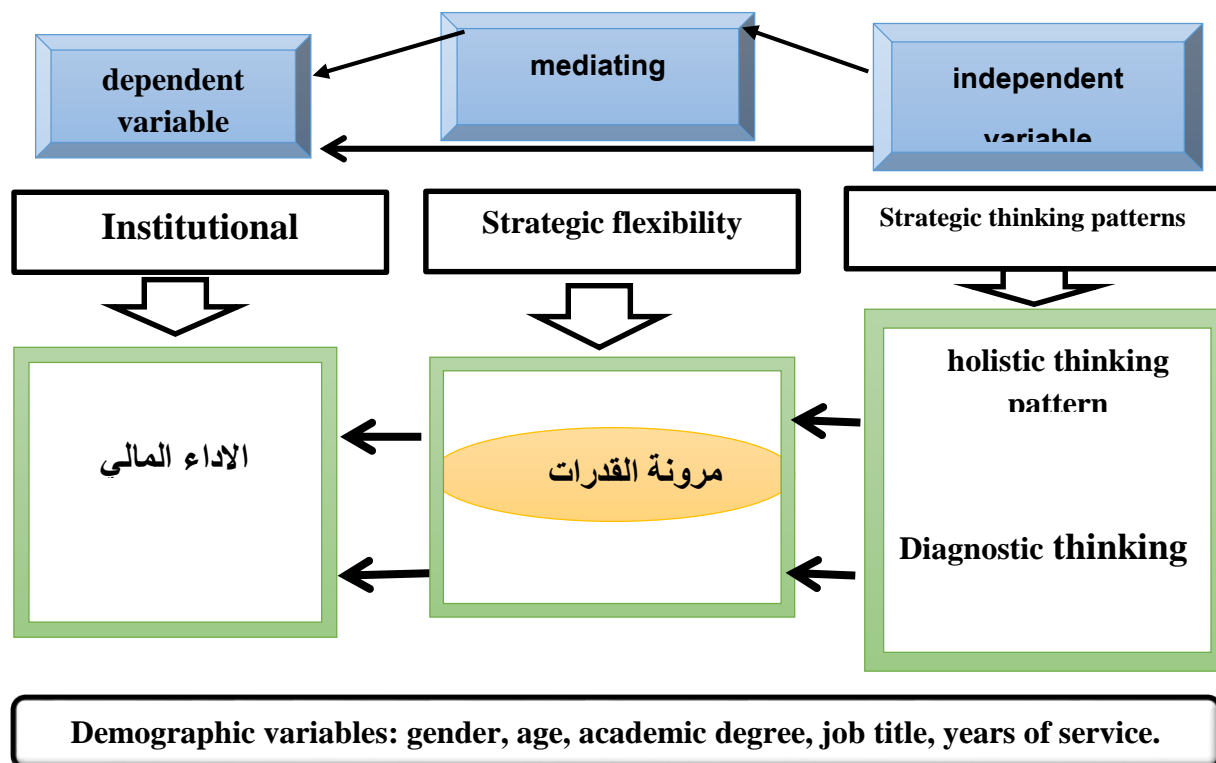 dependent
variable
mediating
independent
variable
Institutional
Strategic flexibility
Strategic thinking patterns
الاداء المالي
مرونة القدرات
holistic thinking
pattern
Diagnostic thinking
Demographic variables: gender, age, academic degree, job title, years of service.